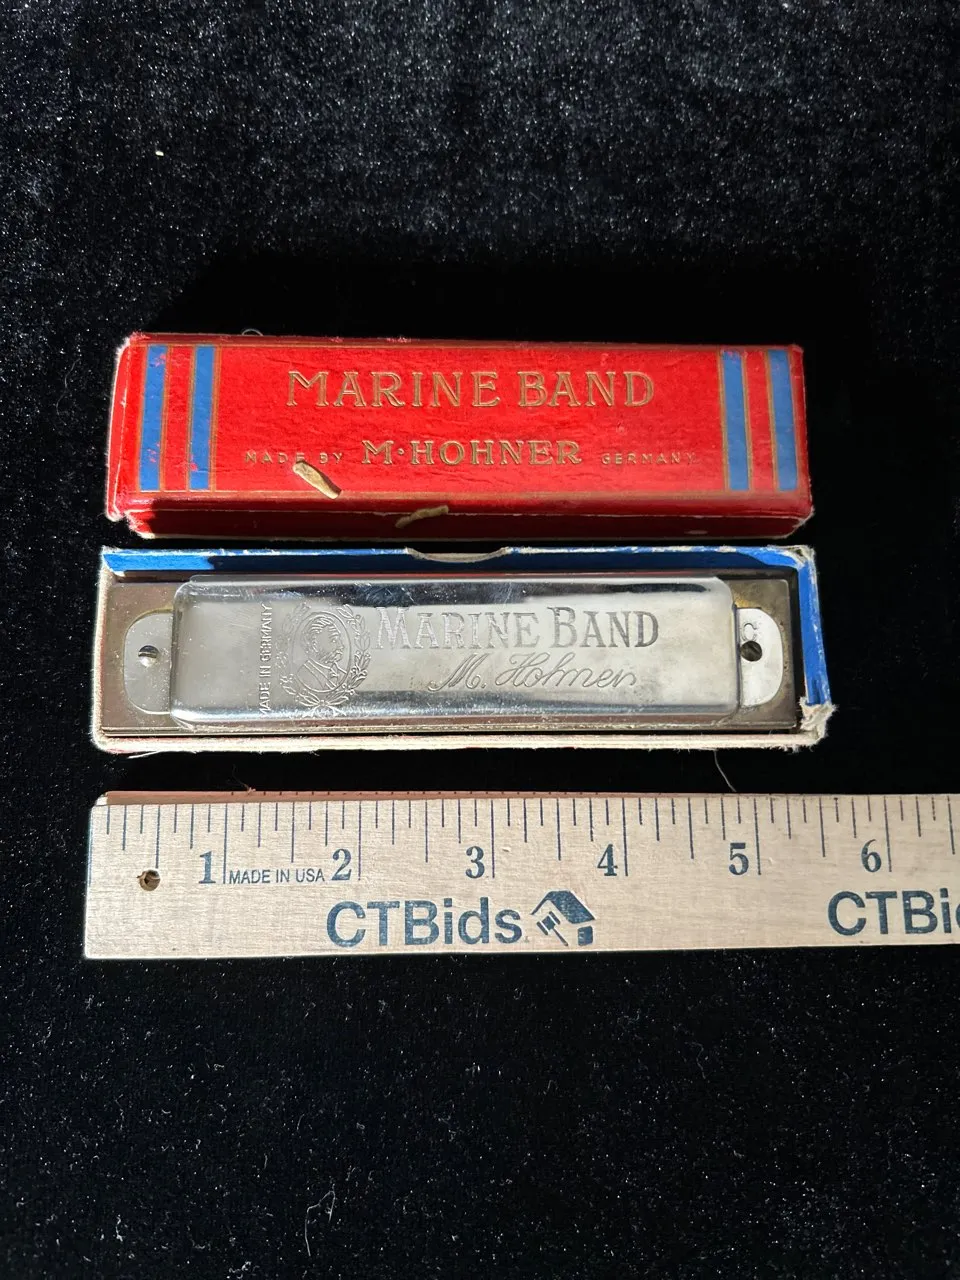 MARINE BAND
MADE BY M·HOHNER GERMANY
MADE IN GERMANY
MARINE BAND
M. Hohner
C
1 2 3 4 5 6
MADE IN USA
CTBids CTBi